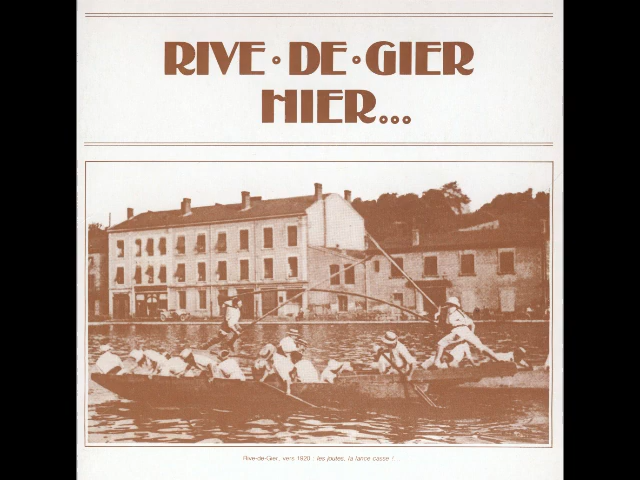 RIVE•DE•GIER
HIER...
Rive-de-Gier, vers 1920 : les joutes, la lance casse !...